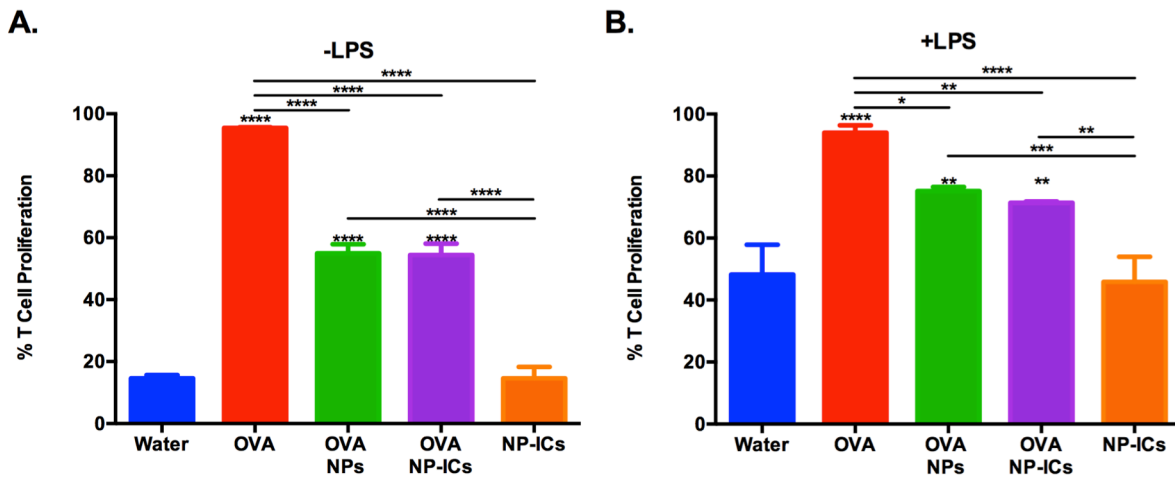 A.
-LPS
****
****
****
****
****
****
****
****
% T Cell Proliferation
100
80
60
40
20
0
Water
OVA
OVA
NPs
OVA
NP-ICs
NP-ICs
B.
+LPS
****
**
*
****
**
***
**
**
% T Cell Proliferation
100
80
60
40
20
0
Water
OVA
OVA
NPs
OVA
NP-ICs
NP-ICs